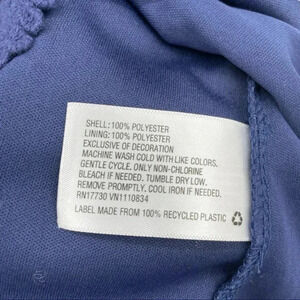 SHELL: 100% POLYESTER
LINING: 100% POLYESTER
EXCLUSIVE OF DECORATION
MACHINE WASH COLD WITH LIKE COLORS.
GENTLE CYCLE. ONLY NON-CHLORINE
BLEACH IF NEEDED. TUMBLE DRY LOW.
REMOVE PROMPTLY. COOL IRON IF NEEDED.
RN17730 VN1110834
LABEL MADE FROM 100% RECYCLED PLASTIC